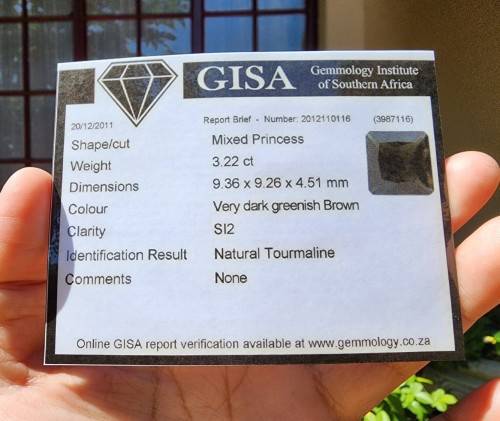 GISA
Gemmology Institute
of Southern Africa
20/12/2011
Report Brief - Number: 2012110116 (3987116)
Shape/cut Mixed Princess
Weight 3.22 ct
Dimensions 9.36 x 9.26 x 4.51 mm
Colour Very dark greenish Brown
Clarity SI2
Identification Result Natural Tourmaline
Comments None
Online GISA report verification available at www.gemmology.co.za